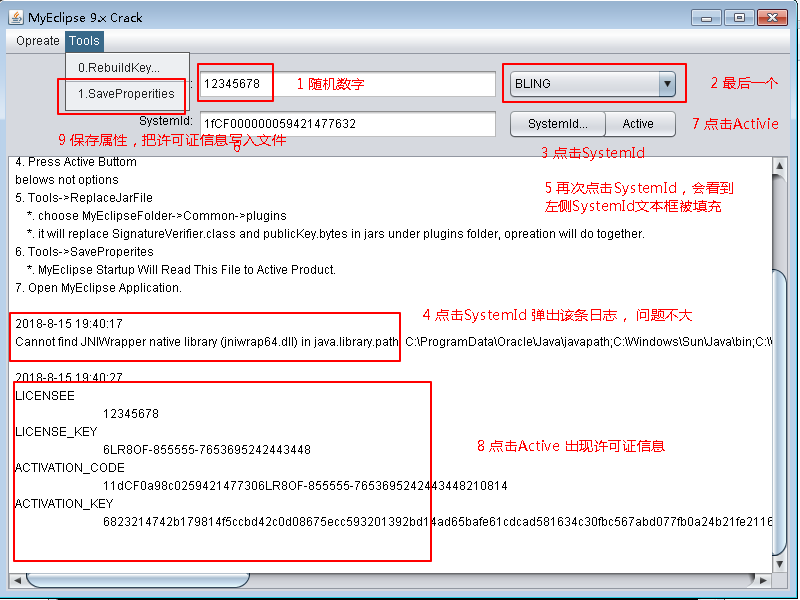 MyEclipse 9.x Crack
Opreate Tools
0.RebuildKey...
1.SaveProperities
12345678
1 随机数字
BLING
2 最后一个
SystemId:
1fCF000000059421477632
SystemId...
Active
7 点击Activie
9 保存属性，把许可证信息写入文件
6
3 点击SystemId
4. Press Active Buttom
belows not options
5. Tools->ReplaceJarFile
*. choose MyEclipseFolder->Common->plugins
*. it will replace SignatureVerifier.class and publicKey.bytes in jars under plugins folder, opreation will do together.
6. Tools->SaveProperites
*. MyEclipse Startup Will Read This File to Active Product.
7. Open MyEclipse Application.
5 再次点击SystemId，会看到
左侧SystemId文本框被填充
4 点击SystemId 弹出该条日志， 问题不大
2018-8-15 19:40:17
Cannot find JNIWrapper native library (jniwrap64.dll) in java.library.path: C:\ProgramData\Oracle\Java\javapath;C:\Windows\Sun\Java\bin;C:\
2018-8-15 19:40:27
LICENSEE
12345678
LICENSE_KEY
6LR8OF-855555-7653695242443448
ACTIVATION_CODE
11dCF0a98c0259421477306LR8OF-855555-7653695242443448210814
ACTIVATION_KEY
6823214742b179814f5ccbd42c0d08675ecc593201392bd14ad65bafe61cdcad581634c30fbc567abd077fb0a24b21fe2116
8 点击Active 出现许可证信息